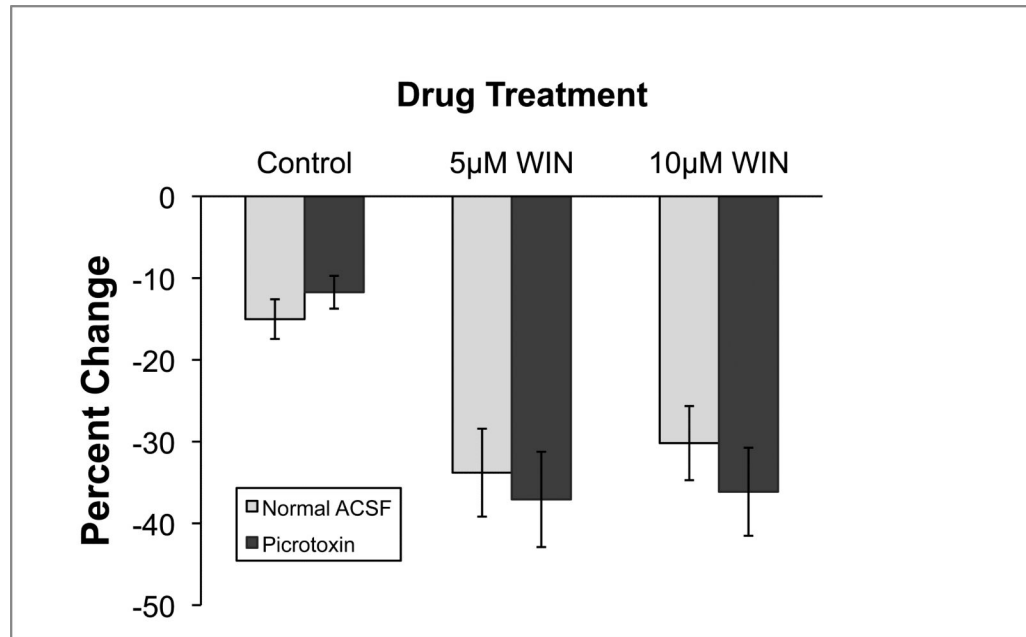 Drug Treatment
Control 5µM WIN 10µM WIN
0
-10
-20
-30
-40
-50
Percent Change
Normal ACSF
Picrotoxin